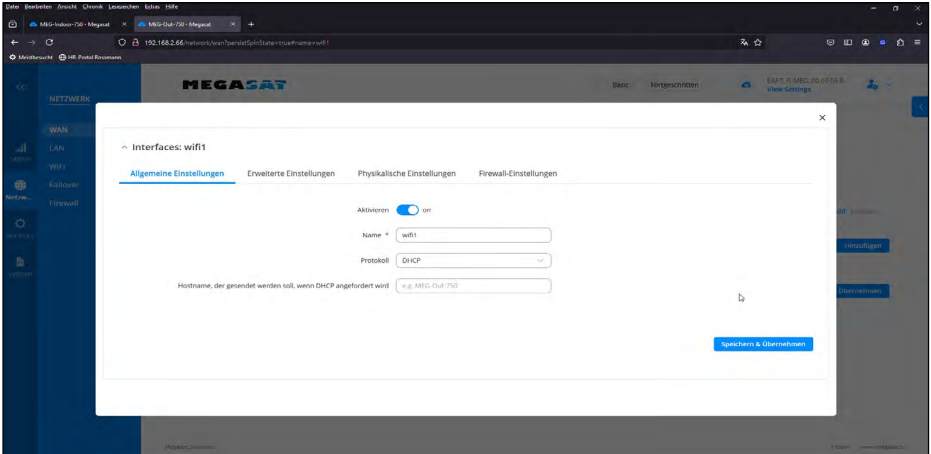 Datei Bearbeiten Ansicht Chronik Lesezeichen Extras Hilfe
MEG-Indoor-750 - Megasat × MEG-Out-750 - Megasat × +
192.168.2.66/network/wan?persistSpinState=true#name=wifi1
Meistbesucht HR Portal Rossmann
MEGASAT
Basic Fortgeschritten
View Settings
NETZWERK
WAN
LAN
WiFi
Failover
Firewall
Netzw...
Interfaces: wifi1
Allgemeine Einstellungen Erweiterte Einstellungen Physikalische Einstellungen Firewall-Einstellungen
Aktivieren on
Name * wifi1
Protokoll DHCP
Hostname, der gesendet werden soll, wenn DHCP angefordert wird e.g. MEG-Out-750
Hinzufügen
Übernehmen
Speichern & Übernehmen